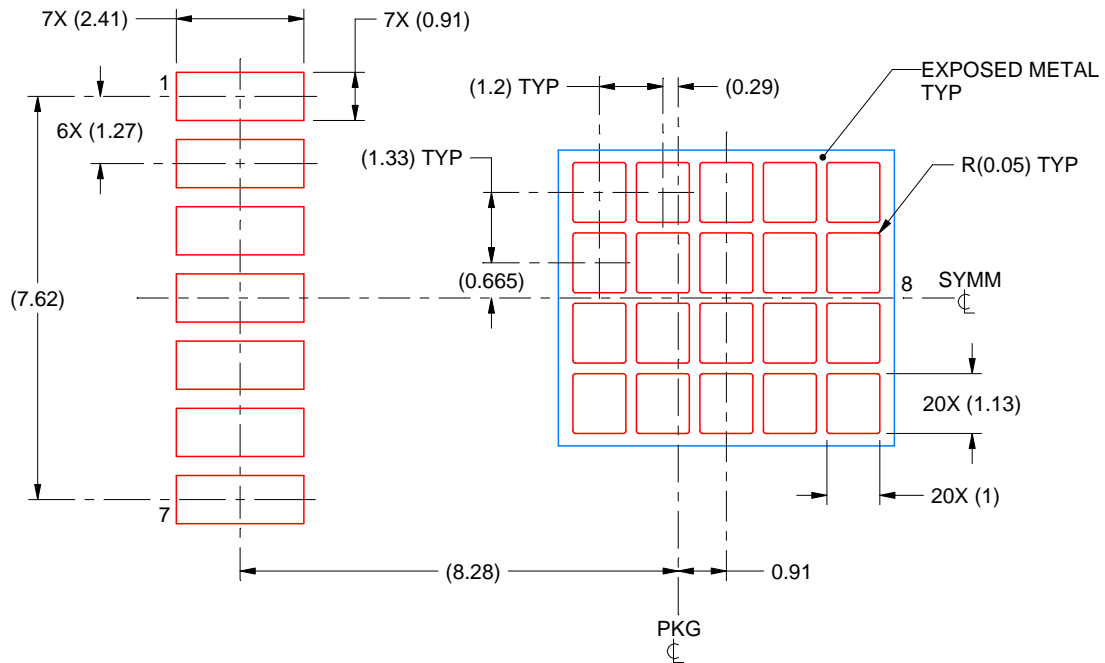 7X (2.41)
7X (0.91)
1
6X (1.27)
(7.62)
7
(1.2) TYP
(0.29)
EXPOSED METAL
TYP
(1.33) TYP
R(0.05) TYP
(0.665)
8
SYMM
20X (1.13)
20X (1)
(8.28)
0.91
PKG